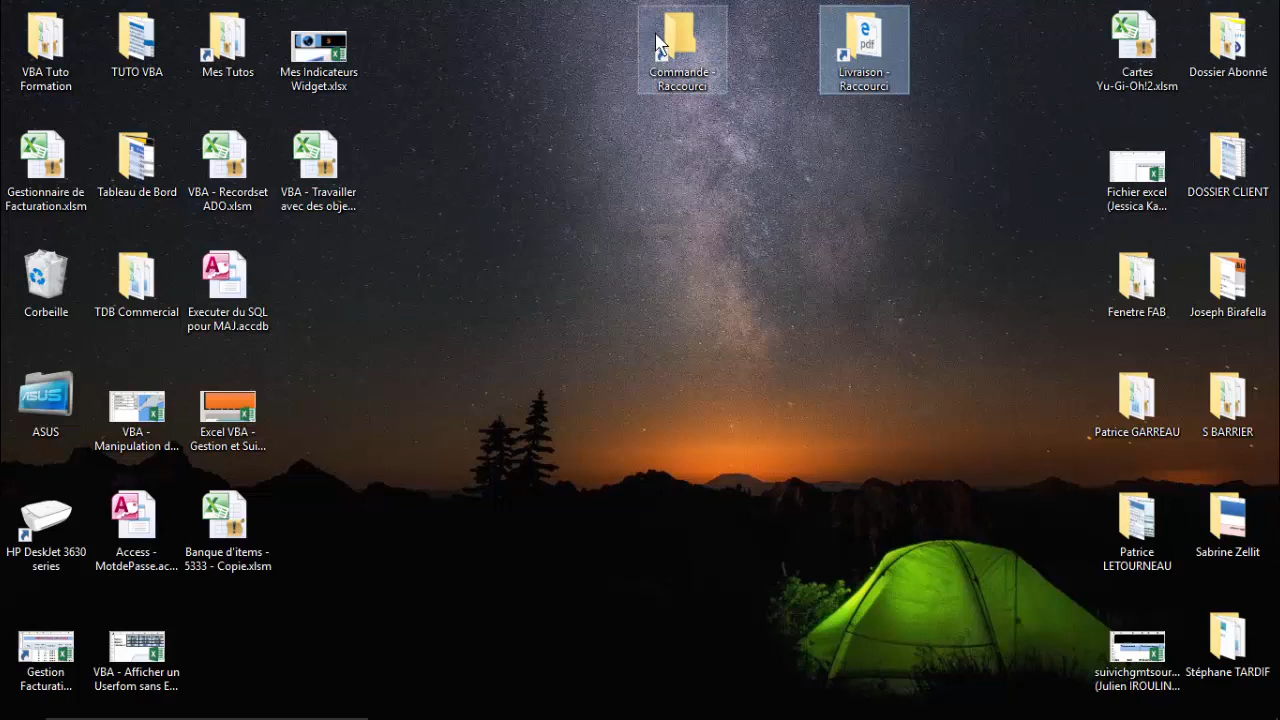 VBA Tuto
Formation
TUTO VBA
Mes Tutos
Mes Indicateurs
Widget.xlsx
Commande -
Raccourci
pdf
Livraison -
Raccourci
Cartes
Yu-Gi-Oh!2.xlsm
Dossier Abonné
Gestionnaire de
Facturation.xlsm
Tableau de Bord
VBA - Recordset
ADO.xlsm
VBA - Travailler
avec des obje...
Fichier excel
(Jessica Ka...
DOSSIER CLIENT
Corbeille
TDB Commercial
Executer du SQL
pour MAJ.accdb
Fenetre FAB
Joseph Birafella
ASUS
ASUS
VBA -
Manipulation d...
Excel VBA -
Gestion et Sui...
Patrice GARREAU
S BARRIER
HP DeskJet 3630
series
Access -
MotdePasse.ac...
Banque d'items -
5333 - Copie.xlsm
Patrice
LETOURNEAU
Sabrine Zellit
Gestion
Facturati...
VBA - Afficher un
Userfom sans E...
suivichgmtsour...
(Julien IROULIN...
Stéphane TARDIF